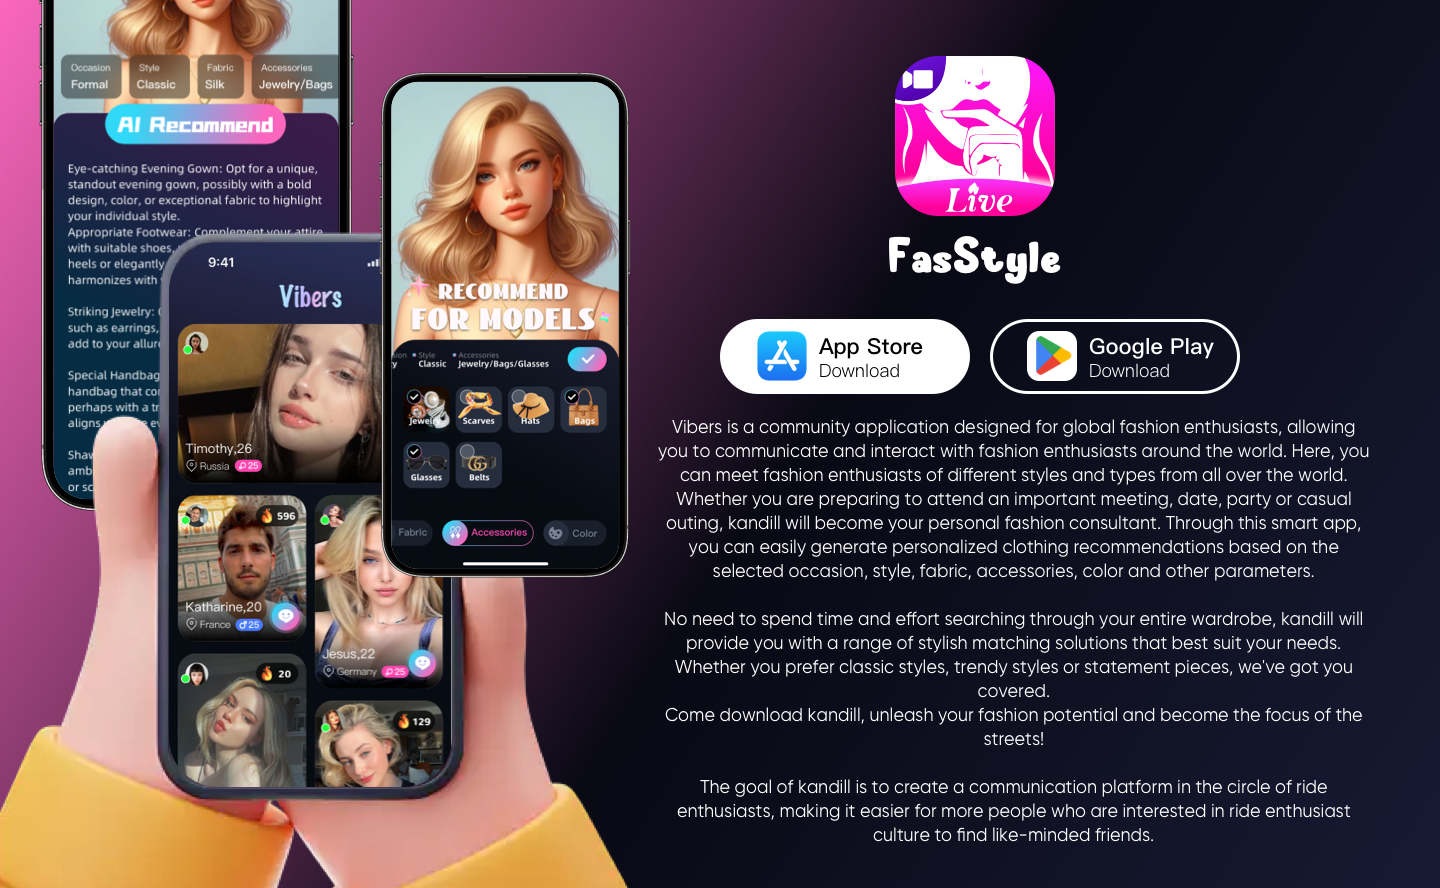 Occasion
Formal
Style
Classic
Fabric
Silk
Accessories
Jewelry/Bags
AI Recommend
Eye-catching Evening Gown: Opt for a unique,
standout evening gown, possibly with a bold
design, color, or exceptional fabric to highlight
your individual style.
Appropriate Footwear: Complement your attire
with suitable shoes,
heels or elegantly
harmonizes with
Striking Jewelry:
such as earrings,
add to your allure
Special Handbag
handbag that
perhaps with a
aligns
or
9:41
Vibers
Timothy,26
Russia
25
596
Katharine,20
France
25
Jesus,22
Germany
25
20
129
RECOMMEND
FOR MODELS
Style
Classic
Accessories
Jewelry/Bags/Glasses
Jewelry
Scarves
Hats
Bags
Glasses
Belts
Fabric
Accessories
Color
Live
FasStyle
App Store
Download
Google Play
Download
Vibers is a community application designed for global fashion enthusiasts, allowing
you to communicate and interact with fashion enthusiasts around the world. Here, you
can meet fashion enthusiasts of different styles and types from all over the world.
Whether you are preparing to attend an important meeting, date, party or casual
outing, kandill will become your personal fashion consultant. Through this smart app,
you can easily generate personalized clothing recommendations based on the
selected occasion, style, fabric, accessories, color and other parameters.
No need to spend time and effort searching through your entire wardrobe, kandill will
provide you with a range of stylish matching solutions that best suit your needs.
Whether you prefer classic styles, trendy styles or statement pieces, we've got you
covered.
Come download kandill, unleash your fashion potential and become the focus of the
streets!
The goal of kandill is to create a communication platform in the circle of ride
enthusiasts, making it easier for more people who are interested in ride enthusiast
culture to find like-minded friends.